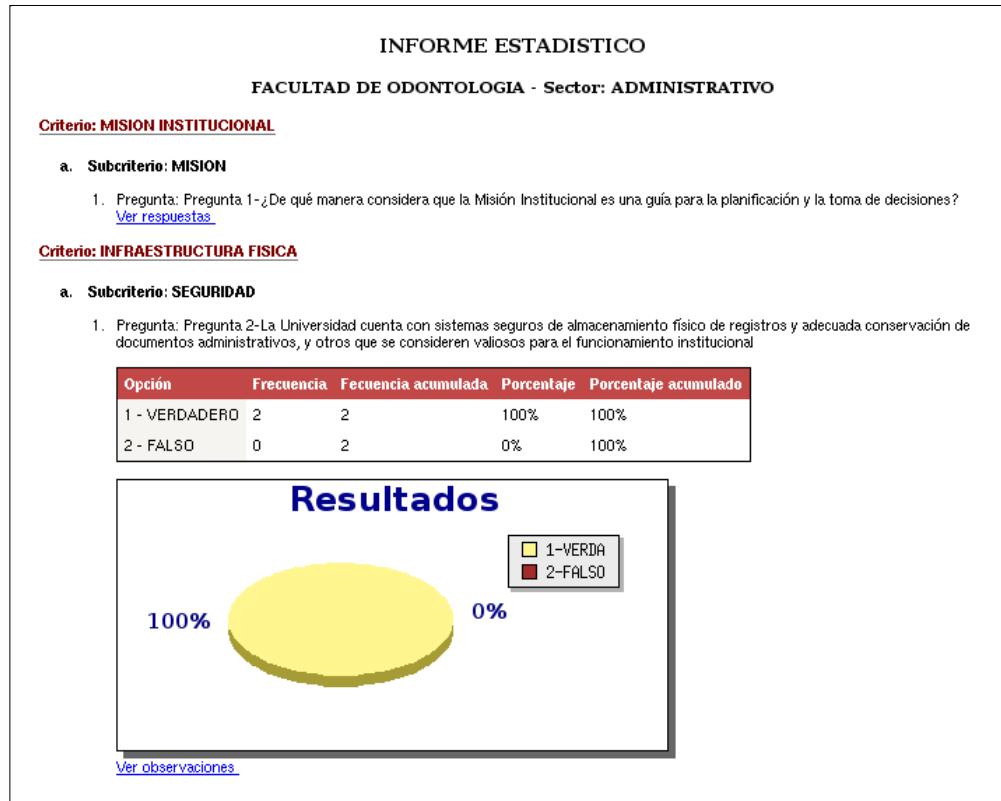 INFORME ESTADISTICO
FACULTAD DE ODONTOLOGIA - Sector: ADMINISTRATIVO
Criterio: MISION INSTITUCIONAL
a. Subcriterio: MISION
1. Pregunta: Pregunta 1-¿De qué manera considera que la Misión Institucional es una guía para la planificación y la toma de decisiones?
Ver respuestas
Criterio: INFRAESTRUCTURA FISICA
a. Subcriterio: SEGURIDAD
1. Pregunta: Pregunta 2-La Universidad cuenta con sistemas seguros de almacenamiento físico de registros y adecuada conservación de
documentos administrativos, y otros que se consideren valiosos para el funcionamiento institucional
Opción Frecuencia Fecuencia acumulada Porcentaje Porcentaje acumulado
1 - VERDADERO 2 2 100% 100%
2 - FALSO 0 2 0% 100%
Resultados
1-VERDA
2-FALSO
100% 0%
Ver observaciones